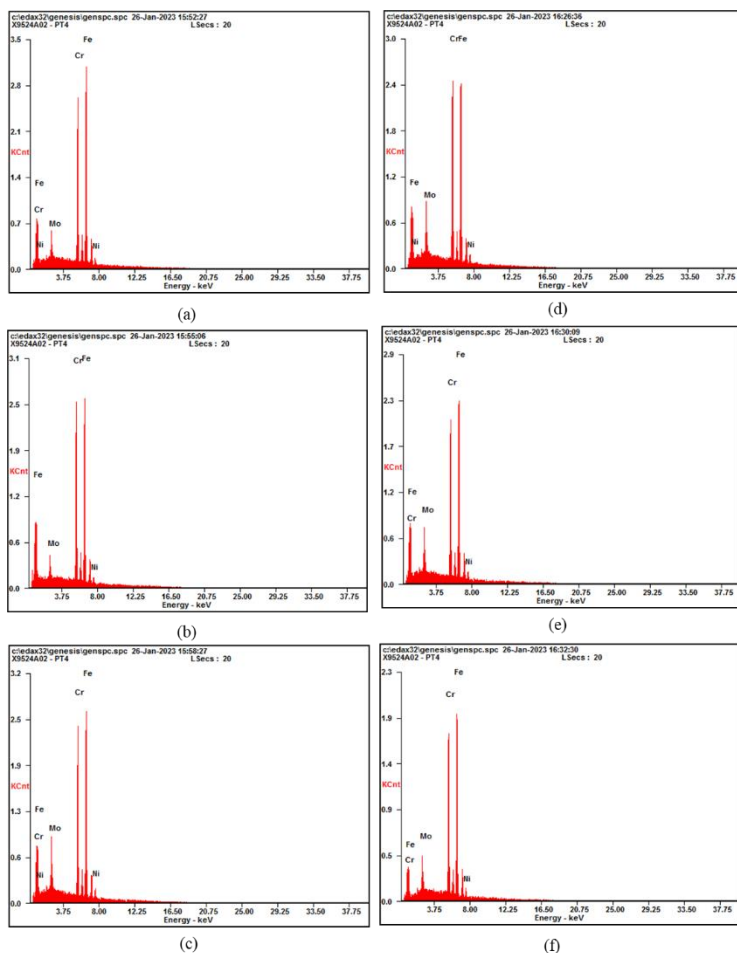 c:\edax32\genesis\genspc.spc 26-Jan-2023 15:52:27
X9524A02 - PT4 LSecs : 20
3.5
Fe
Cr
2.8
2.1
KCnt
1.4
Fe
0.7
Cr
Mo
Ni
Ni
0.0
3.75 8.00 12.25 16.50 20.75 25.00 29.25 33.50 37.75
Energy - keV
(a)
c:\edax32\genesis\genspc.spc 26-Jan-2023 16:26:36
X9524A02 - PT4 LSecs : 20
3.0
Cr Fe
2.4
1.8
KCnt
1.2
Fe
Mo
0.6
Ni
Ni
0.0
3.75 8.00 12.25 16.50 20.75 25.00 29.25 33.50 37.75
Energy - keV
(d)
c:\edax32\genesis\genspc.spc 26-Jan-2023 15:55:06
X9524A02 - PT4 LSecs : 20
3.1
Cr Fe
2.5
1.9
KCnt
Fe
1.2
0.6
Mo
Ni
0.0
3.75 8.00 12.25 16.50 20.75 25.00 29.25 33.50 37.75
Energy - keV
(b)
c:\edax32\genesis\genspc.spc 26-Jan-2023 16:30:09
X9524A02 - PT4 LSecs : 20
2.9
Fe
Cr
2.3
1.7
KCnt
1.2
Fe
Mo
Cr
0.6
Ni
0.0
3.75 8.00 12.25 16.50 20.75 25.00 29.25 33.50 37.75
Energy - keV
(e)
c:\edax32\genesis\genspc.spc 26-Jan-2023 15:58:27
X9524A02 - PT4 LSecs : 20
3.2
Fe
Cr
2.5
1.9
KCnt
1.3
Fe
Mo
Cr
0.6
Ni
Ni
0.0
3.75 8.00 12.25 16.50 20.75 25.00 29.25 33.50 37.75
Energy - keV
(c)
c:\edax32\genesis\genspc.spc 26-Jan-2023 16:32:30
X9524A02 - PT4 LSecs : 20
2.3
Fe
Cr
1.9
1.4
KCnt
0.9
Fe
Mo
Cr
0.5
Ni
0.0
3.75 8.00 12.25 16.50 20.75 25.00 29.25 33.50 37.75
Energy - keV
(f)